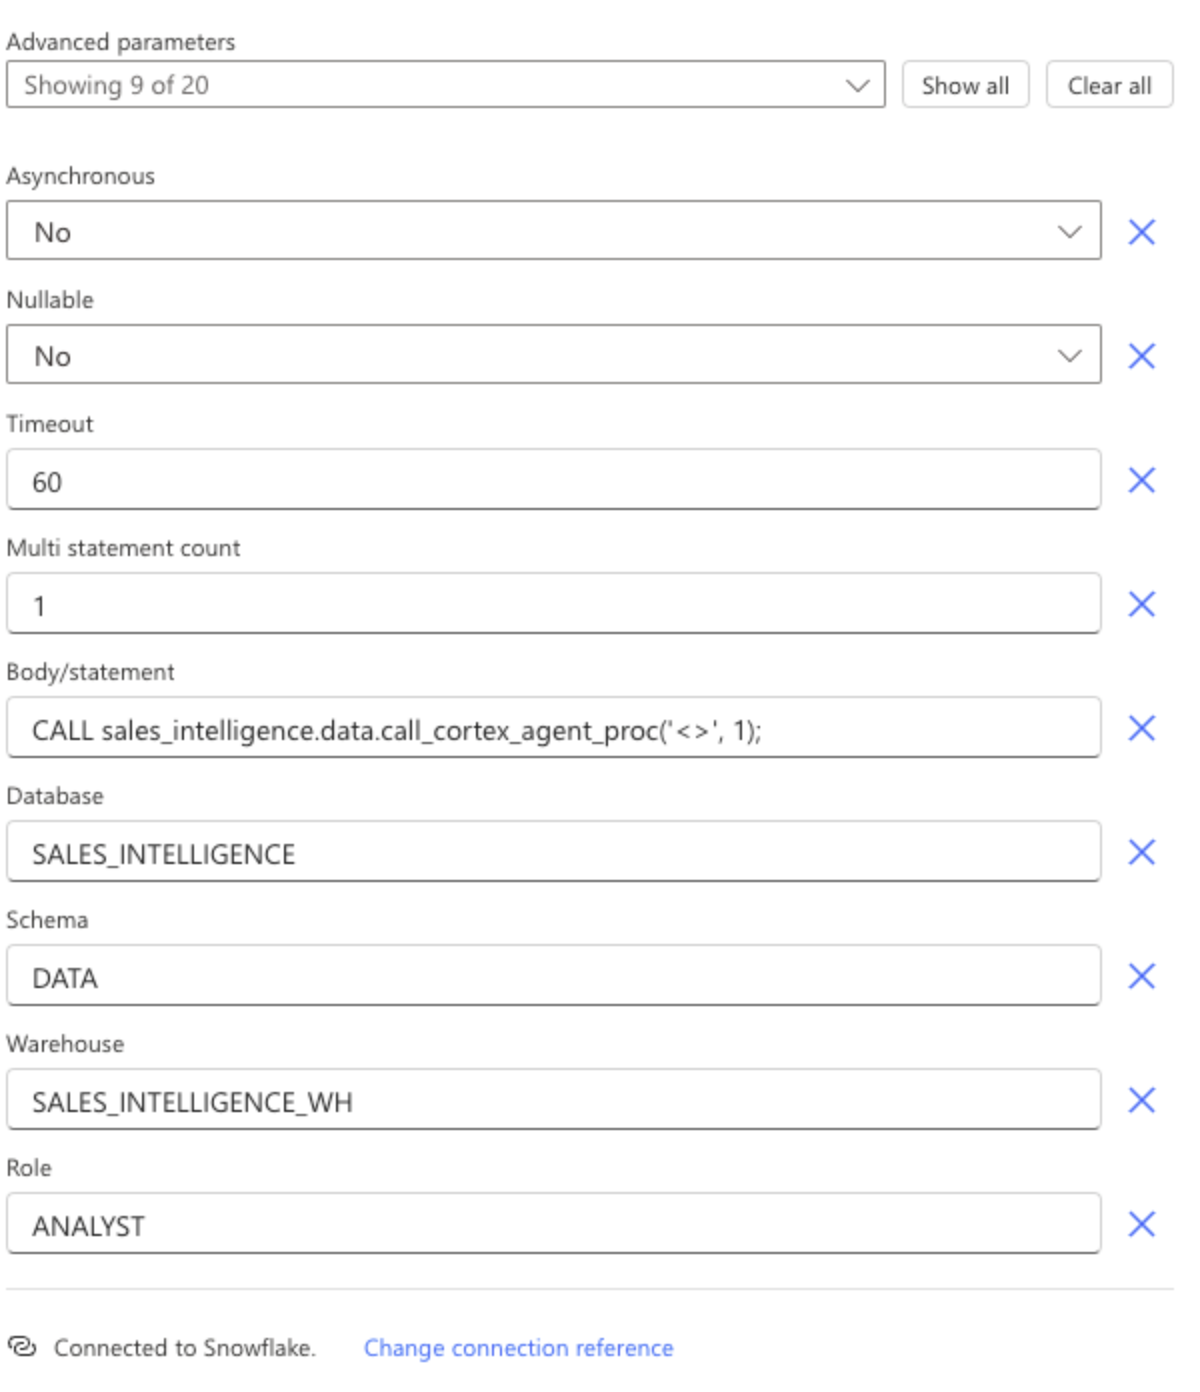 Advanced parameters
Showing 9 of 20
Show all
Clear all
Asynchronous
No
Nullable
No
Timeout
60
Multi statement count
1
Body/statement
CALL sales_intelligence.data.call_cortex_agent_proc('<>', 1);
Database
SALES_INTELLIGENCE
Schema
DATA
Warehouse
SALES_INTELLIGENCE_WH
Role
ANALYST
Connected to Snowflake. Change connection reference